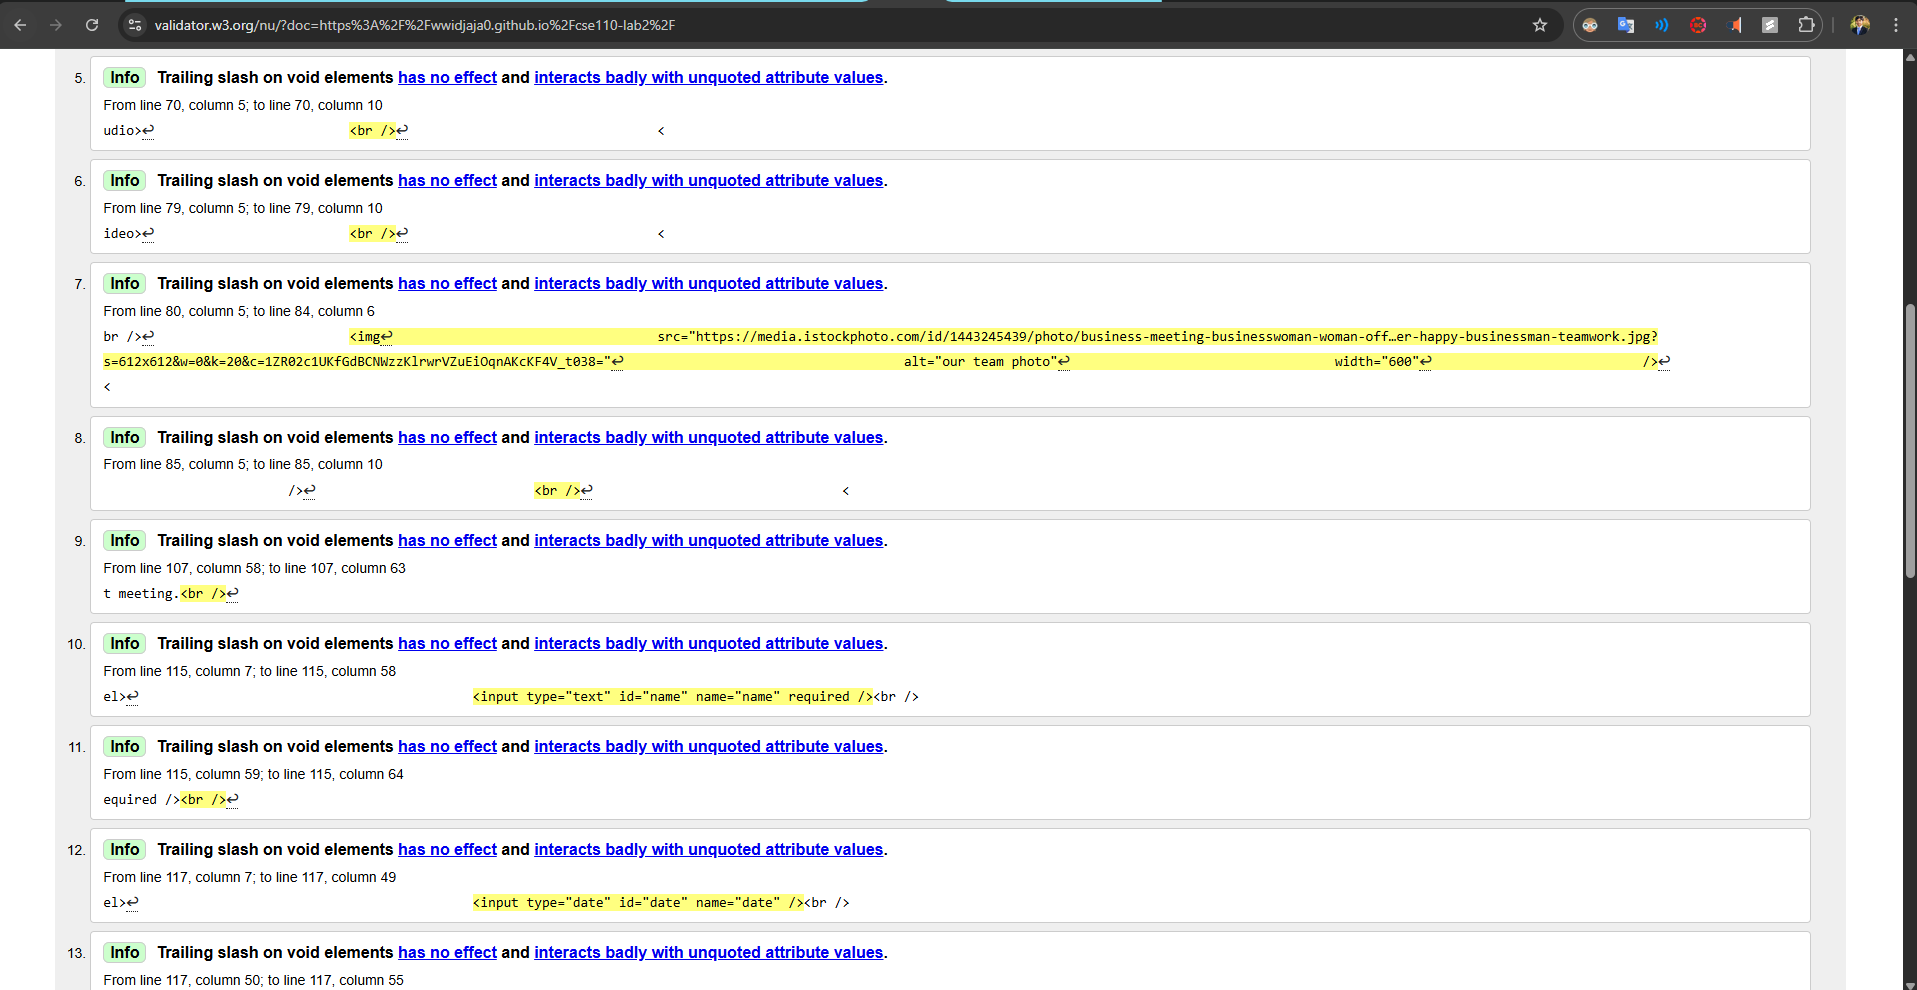 validator.w3.org/nu/?doc=https%3A%2F%2Fwwidjaja0.github.io%2Fcse110-lab2%2F
5. Info Trailing slash on void elements has no effect and interacts badly with unquoted attribute values.
From line 70, column 5; to line 70, column 10
udio>↩ <br />↩ <
6. Info Trailing slash on void elements has no effect and interacts badly with unquoted attribute values.
From line 79, column 5; to line 79, column 10
ideo>↩ <br />↩ <
7. Info Trailing slash on void elements has no effect and interacts badly with unquoted attribute values.
From line 80, column 5; to line 84, column 6
br />↩ <img↩ src="https://media.istockphoto.com/id/1443245439/photo/business-meeting-businesswoman-woman-off…er-happy-businessman-teamwork.jpg?
s=612x612&w=0&k=20&c=1ZR02c1UKfGdBCNWzzKlrwrVZuEiOqnAKcKF4V_t038="↩ alt="our team photo"↩ width="600"↩ />↩
<
8. Info Trailing slash on void elements has no effect and interacts badly with unquoted attribute values.
From line 85, column 5; to line 85, column 10
/>↩ <br />↩ <
9. Info Trailing slash on void elements has no effect and interacts badly with unquoted attribute values.
From line 107, column 58; to line 107, column 63
t meeting.<br />↩
10. Info Trailing slash on void elements has no effect and interacts badly with unquoted attribute values.
From line 115, column 7; to line 115, column 58
el>↩ <input type="text" id="name" name="name" required /><br />
11. Info Trailing slash on void elements has no effect and interacts badly with unquoted attribute values.
From line 115, column 59; to line 115, column 64
equired /><br />↩
12. Info Trailing slash on void elements has no effect and interacts badly with unquoted attribute values.
From line 117, column 7; to line 117, column 49
el>↩ <input type="date" id="date" name="date" /><br />
13. Info Trailing slash on void elements has no effect and interacts badly with unquoted attribute values.
From line 117, column 50; to line 117, column 55